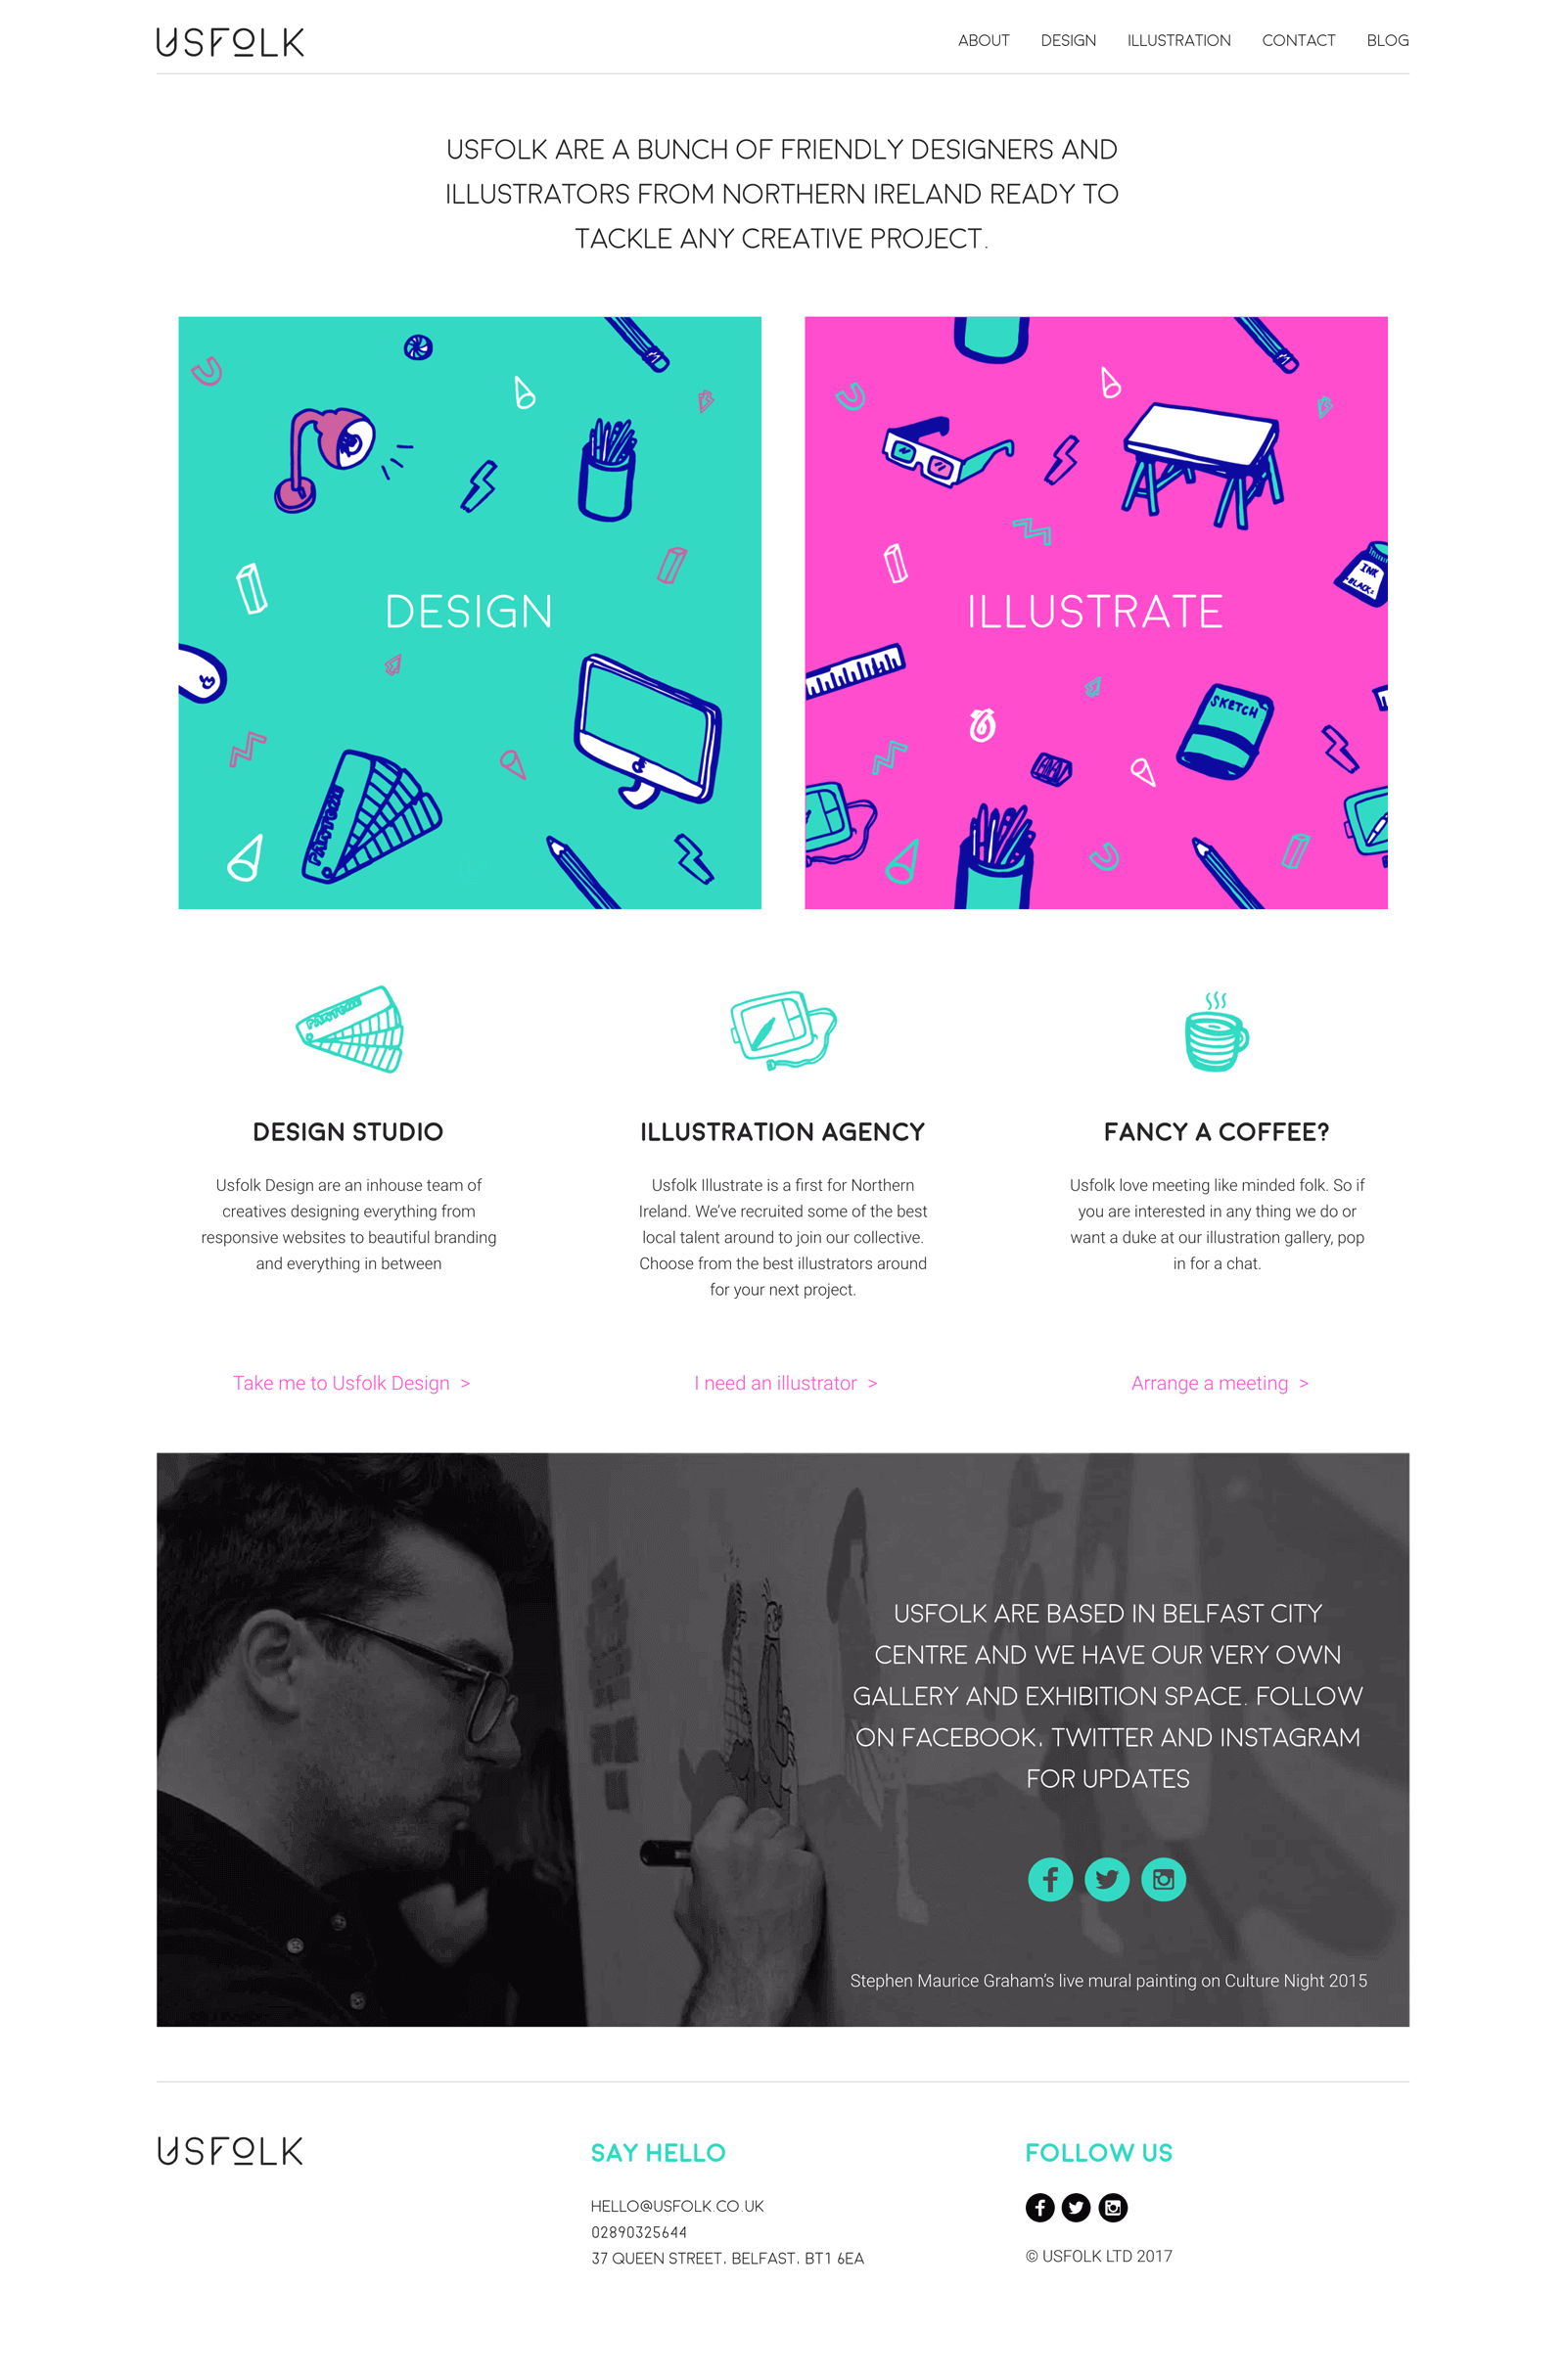 USFOLK
ABOUT DESIGN ILLUSTRATION CONTACT BLOG
USFOLK ARE A BUNCH OF FRIENDLY DESIGNERS AND
ILLUSTRATORS FROM NORTHERN IRELAND READY TO
TACKLE ANY CREATIVE PROJECT.
DESIGN
PANTONE
ILLUSTRATE
INK
BLACK
SKETCH
PANTONE
DESIGN STUDIO
Usfolk Design are an inhouse team of
creatives designing everything from
responsive websites to beautiful branding
and everything in between
Take me to Usfolk Design >
ILLUSTRATION AGENCY
Usfolk Illustrate is a first for Northern
Ireland. We've recruited some of the best
local talent around to join our collective.
Choose from the best illustrators around
for your next project.
I need an illustrator >
FANCY A COFFEE?
Usfolk love meeting like minded folk. So if
you are interested in any thing we do or
want a duke at our illustration gallery, pop
in for a chat.
Arrange a meeting >
USFOLK ARE BASED IN BELFAST CITY
CENTRE AND WE HAVE OUR VERY OWN
GALLERY AND EXHIBITION SPACE. FOLLOW
ON FACEBOOK, TWITTER AND INSTAGRAM
FOR UPDATES
Stephen Maurice Graham's live mural painting on Culture Night 2015
USFOLK
SAY HELLO
HELLO@USFOLK.CO.UK
02890325644
37 QUEEN STREET, BELFAST, BT1 6EA
FOLLOW US
© USFOLK LTD 2017